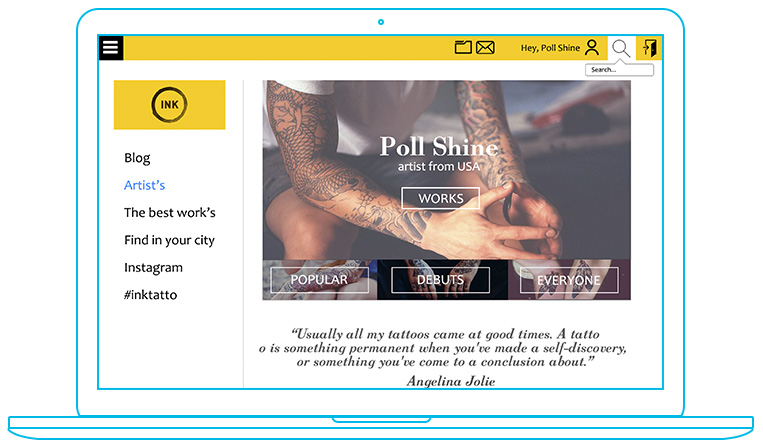 Hey, Poll Shine
Search...
INK
Blog
Artist's
The best work's
Find in your city
Instagram
#inktatto
Poll Shine
artist from USA
WORKS
POPULAR
DEBUTS
EVERYONE
“Usually all my tattoos came at good times. A tatto
o is something permanent when you've made a self-discovery,
or something you've come to a conclusion about.”
Angelina Jolie